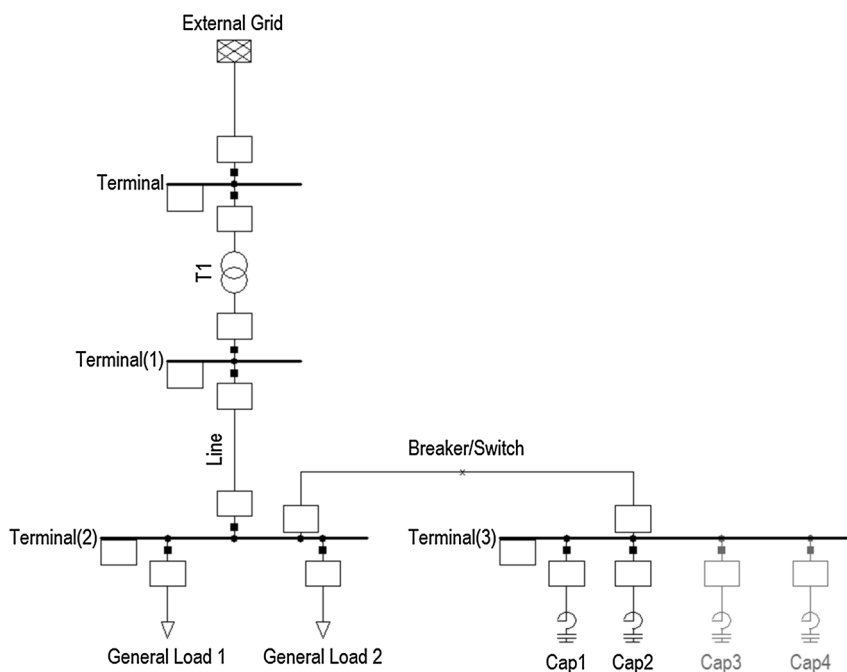 External Grid
Terminal
T1
Terminal(1)
Line
Breaker/Switch
Terminal(2)
Terminal(3)
General Load 1
General Load 2
Cap1
Cap2
Cap3
Cap4